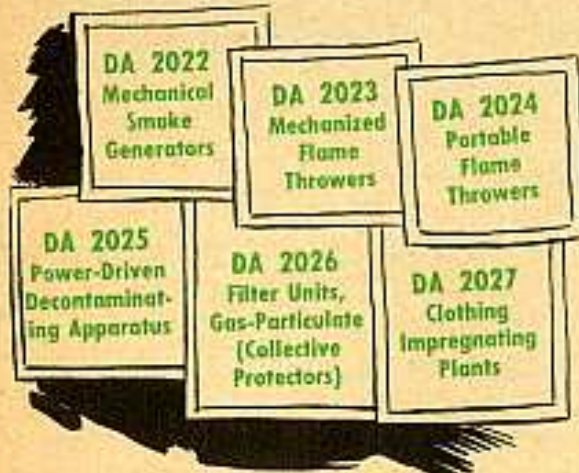 DA 2022
Mechanical
Smoke
Generators
DA 2023
Mechanized
Flame
Throwers
DA 2024
Portable
Flame
Throwers
DA 2025
Power-Driven
Decontaminat-
ing Apparatus
DA 2026
Filter Units,
Gas-Particulate
(Collective
Protectors)
DA 2027
Clothing
Impregnating
Plants